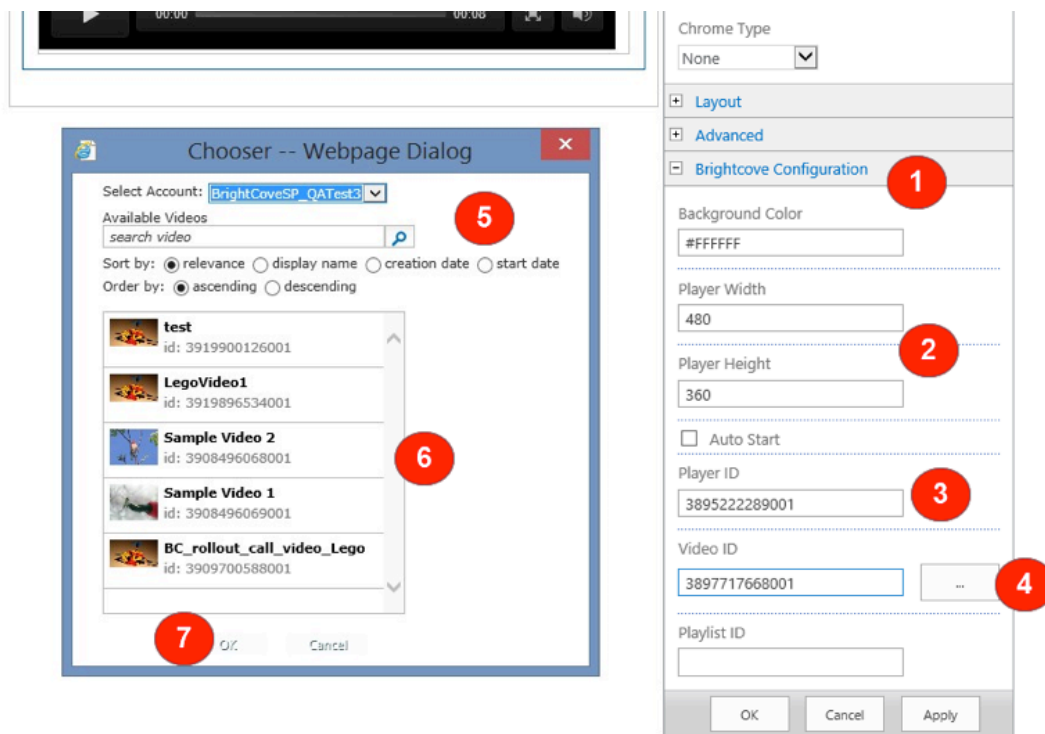 00:00
00:08
Chooser -- Webpage Dialog
Select Account: BrightCoveSP_QATest3
Available Videos
search video
5
Sort by: relevance display name creation date start date
Order by: ascending descending
test
id: 3919900126001
LegoVideo1
id: 3919896534001
Sample Video 2
id: 3908496068001
6
Sample Video 1
id: 3908496069001
BC_rollout_call_video_Lego
id: 3909700588001
7
OK Cancel
Chrome Type
None
Layout
Advanced
Brightcove Configuration
1
Background Color
#FFFFFF
Player Width
480
2
Player Height
360
Auto Start
Player ID
3895222289001
3
Video ID
3897717668001 ...
4
Playlist ID
OK Cancel Apply